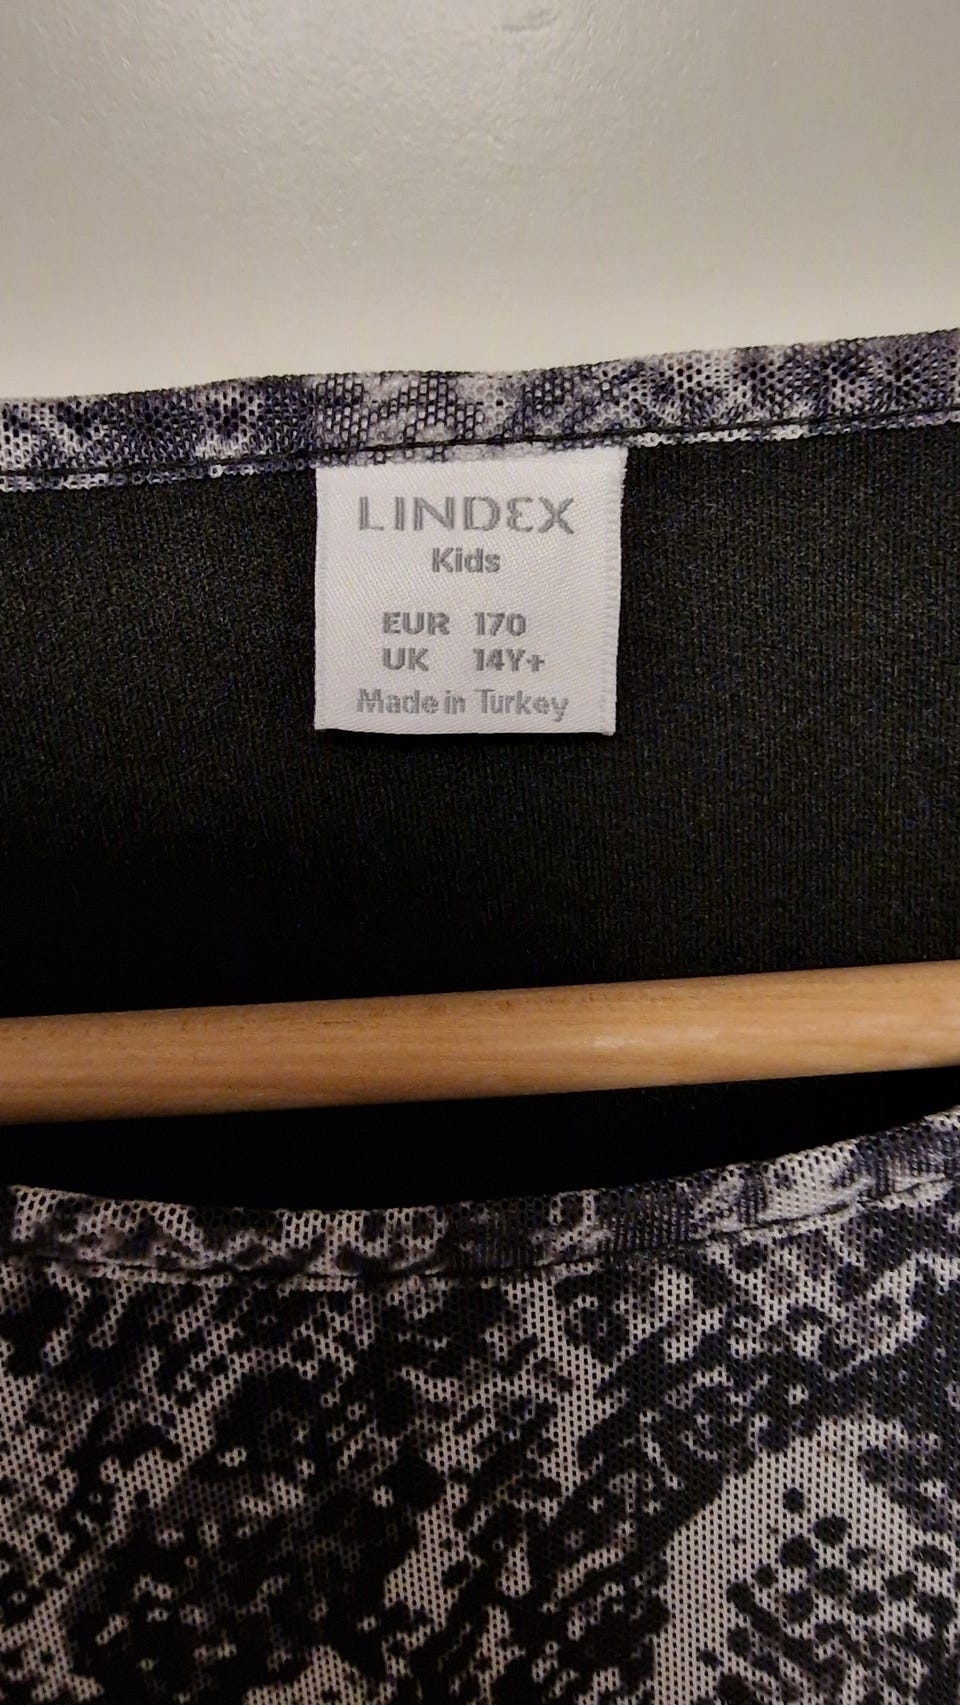 LINDEX
Kids
EUR 170
UK 14Y+
Made in Turkey